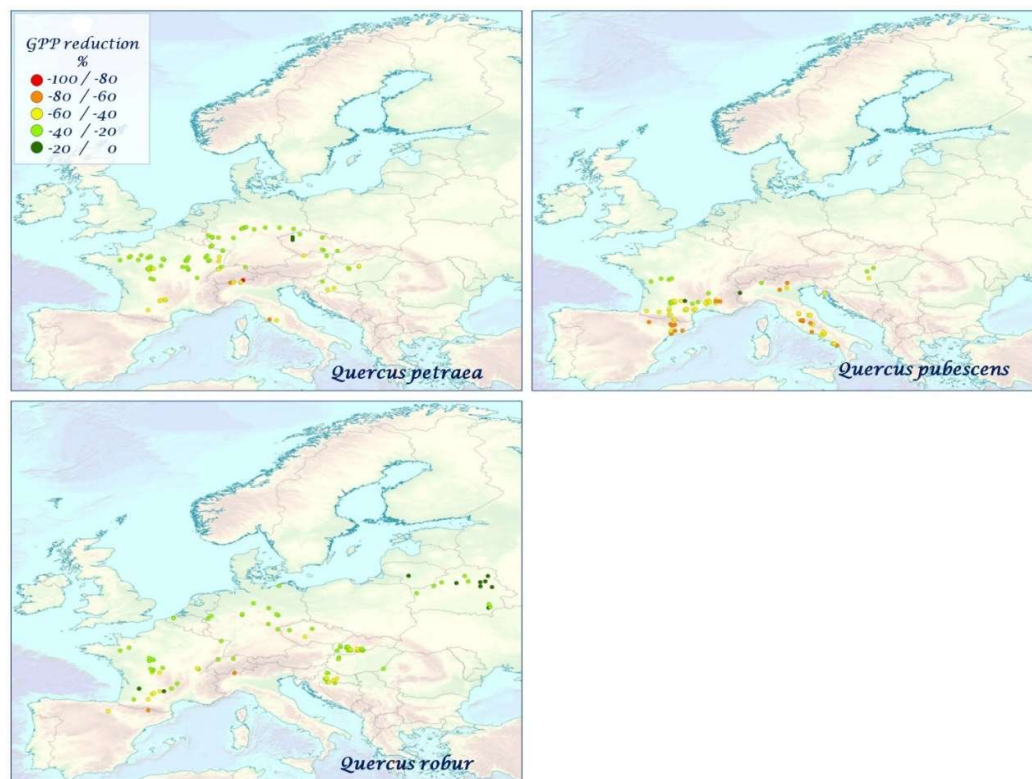 GPP reduction
%
-100 / -80
-80 / -60
-60 / -40
-40 / -20
-20 / 0
Quercus petraea
Quercus pubescens
Quercus robur